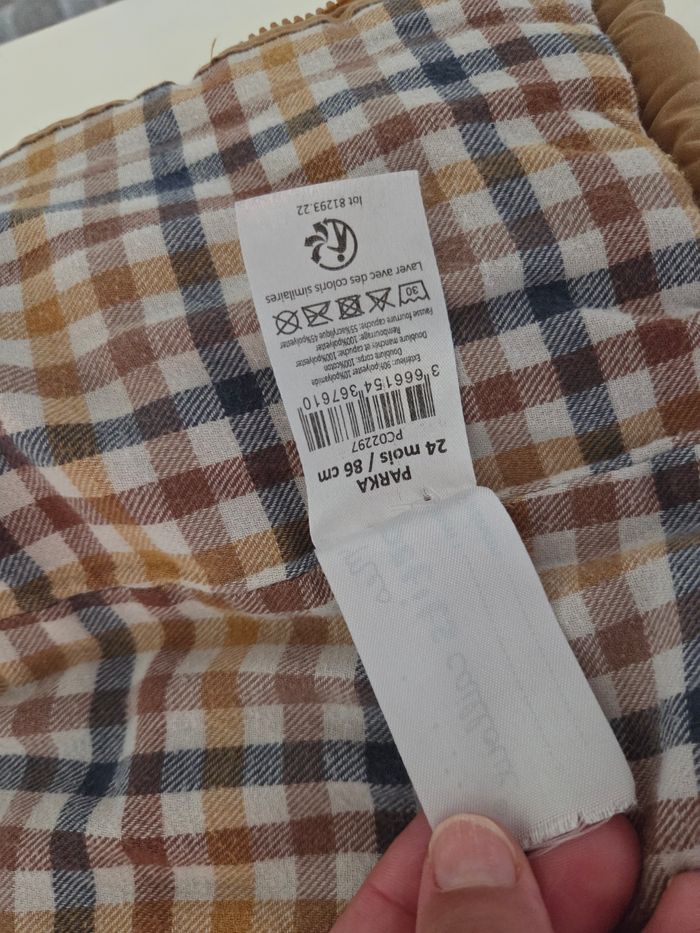 PARKA
24 mois / 86 cm
PC02297
3 666154 367610
Extérieur: 90%polyester 10%polyamide
Doublure corps: 100%coton
Doublure manches et capuche: 100%polyester
Rembourrage: 100%polyester
Fausse fourrure capuche: 55%acrylique 45%polyester
30
Laver avec des coloris similaires
lot 81293.22